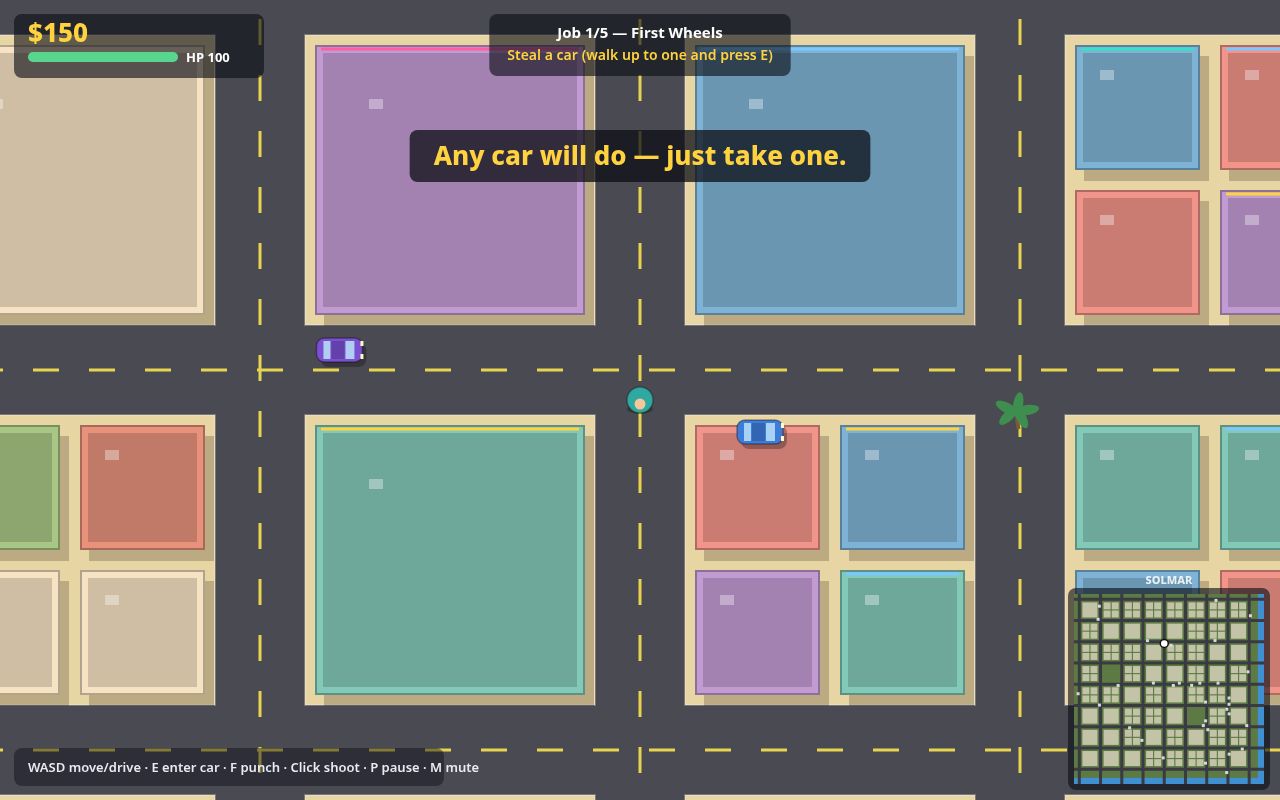 $150
HP 100
Job 1/5 — First Wheels
Steal a car (walk up to one and press E)
Any car will do — just take one.
SOLMAR
WASD move/drive · E enter car · F punch · Click shoot · P pause · M mute